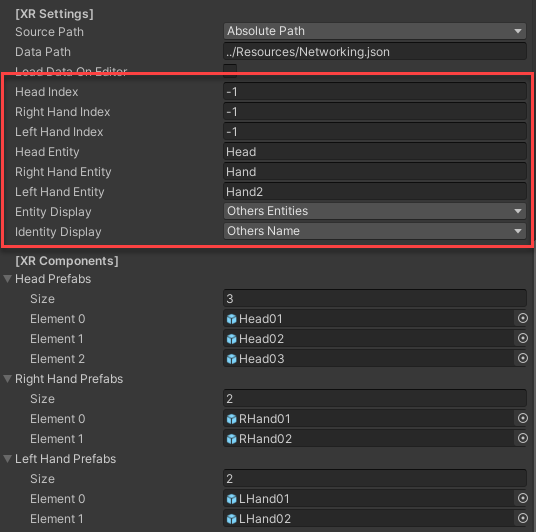 [XR Settings]
Source Path Absolute Path
Data Path ../Resources/Networking.json
Load Data On Editor
Head Index -1
Right Hand Index -1
Left Hand Index -1
Head Entity Head
Right Hand Entity Hand
Left Hand Entity Hand2
Entity Display Others Entities
Identity Display Others Name
[XR Components]
Head Prefabs
Size 3
Element 0 Head01
Element 1 Head02
Element 2 Head03
Right Hand Prefabs
Size 2
Element 0 RHand01
Element 1 RHand02
Left Hand Prefabs
Size 2
Element 0 LHand01
Element 1 LHand02